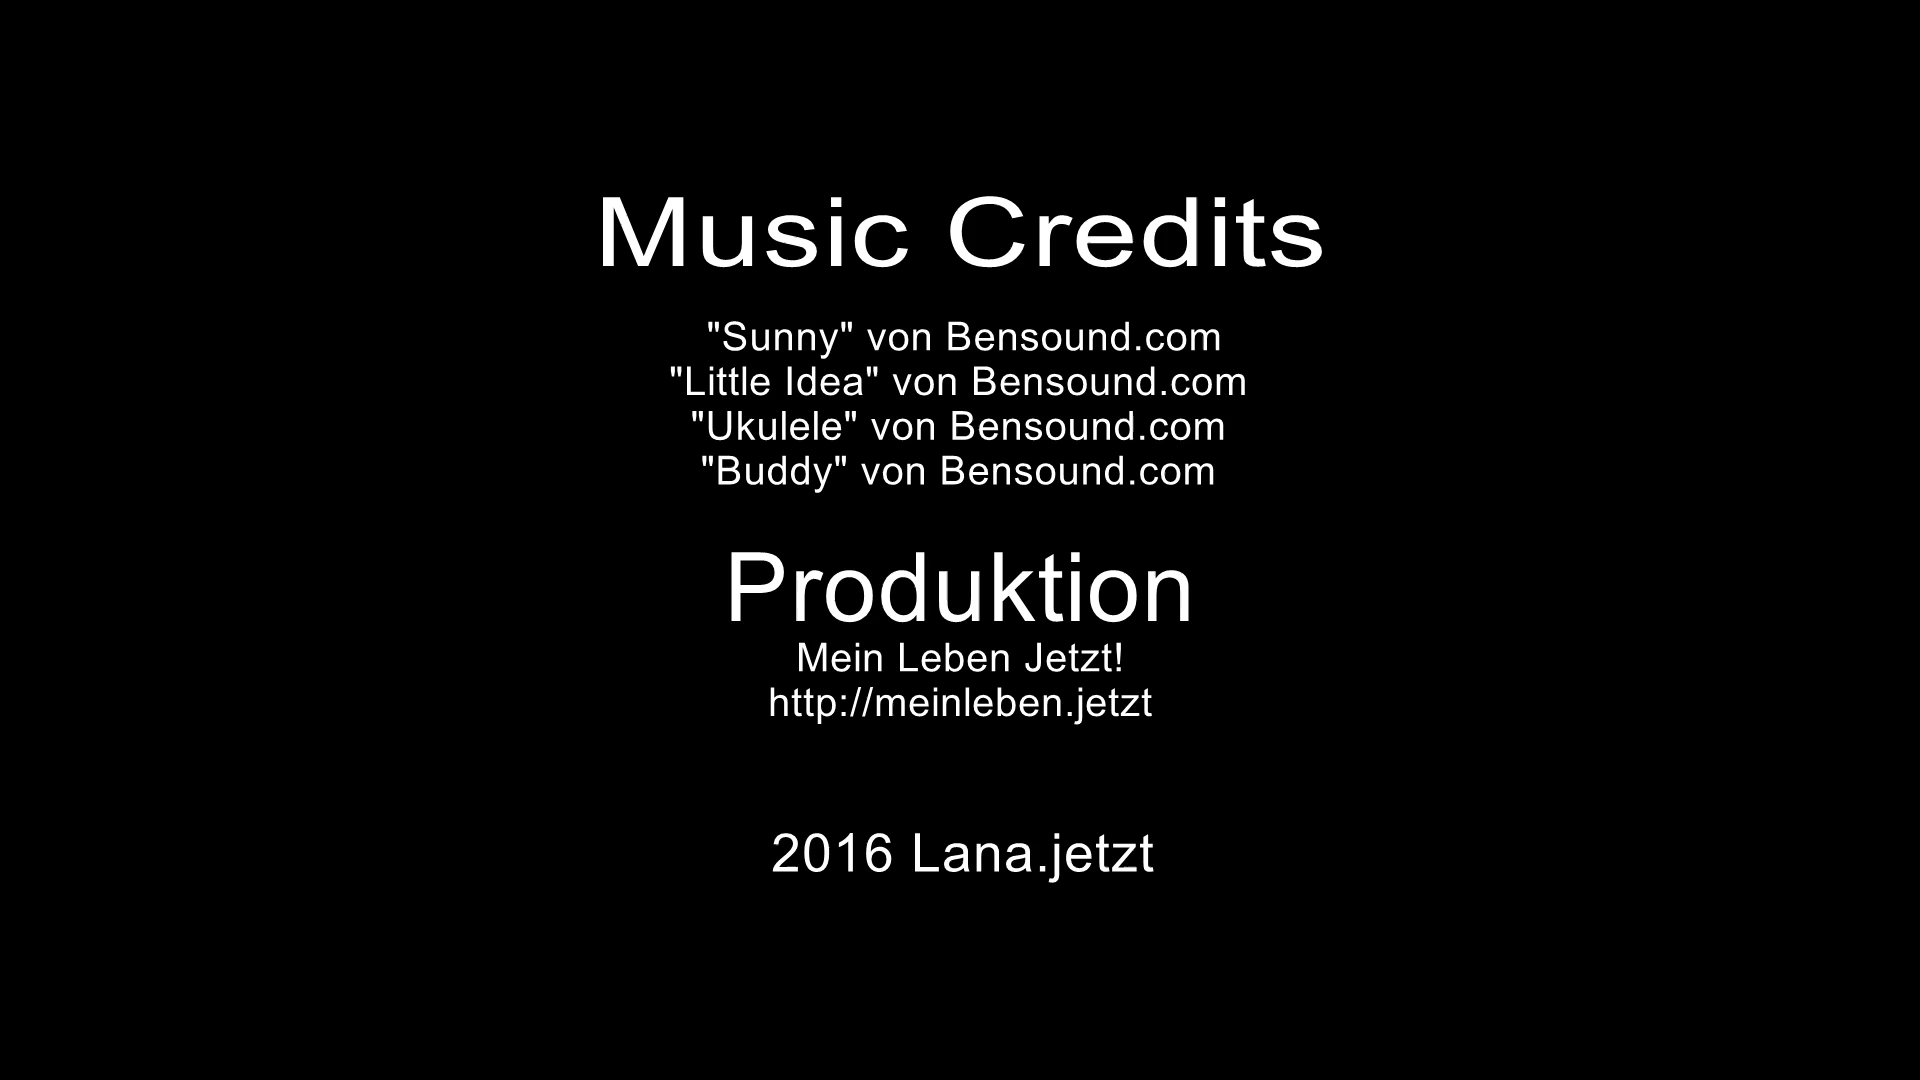 Music Credits
"Sunny" von Bensound.com
"Little Idea" von Bensound.com
"Ukulele" von Bensound.com
"Buddy" von Bensound.com
Produktion
Mein Leben Jetzt!
http://meinleben.jetzt
2016 Lana.jetzt